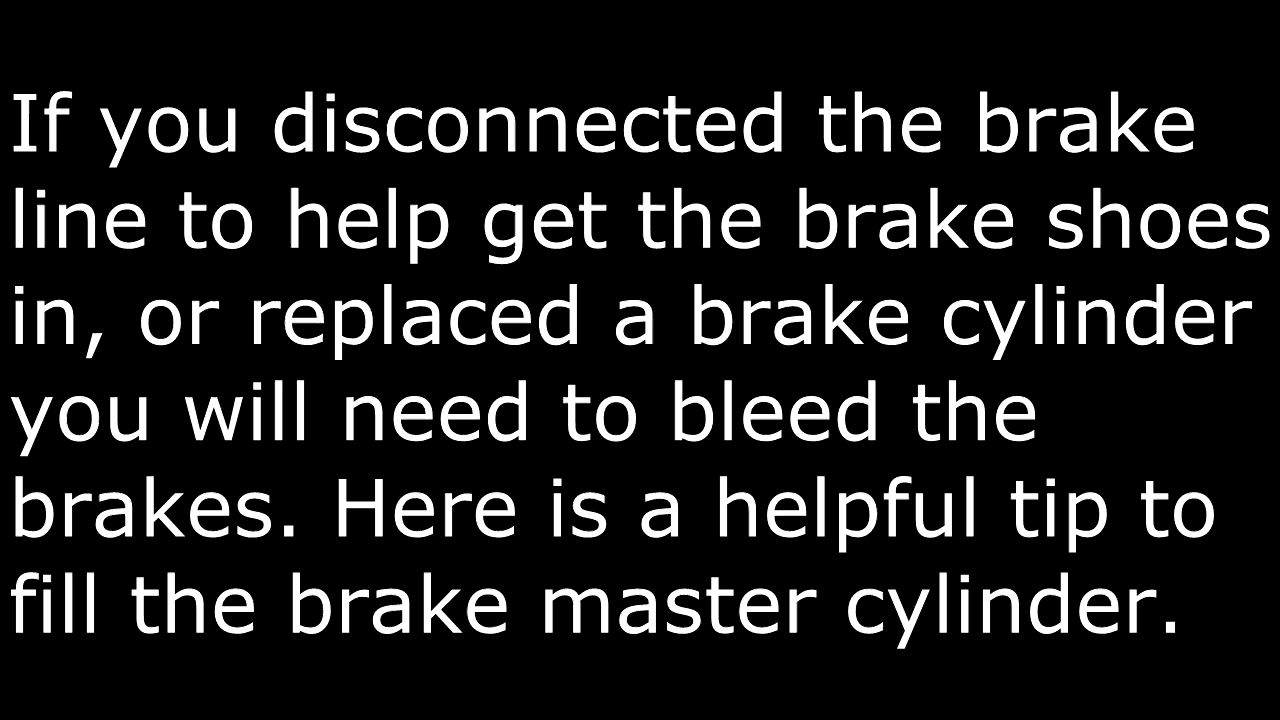 If you disconnected the brake
line to help get the brake shoes
in, or replaced a brake cylinder
you will need to bleed the
brakes. Here is a helpful tip to
fill the brake master cylinder.